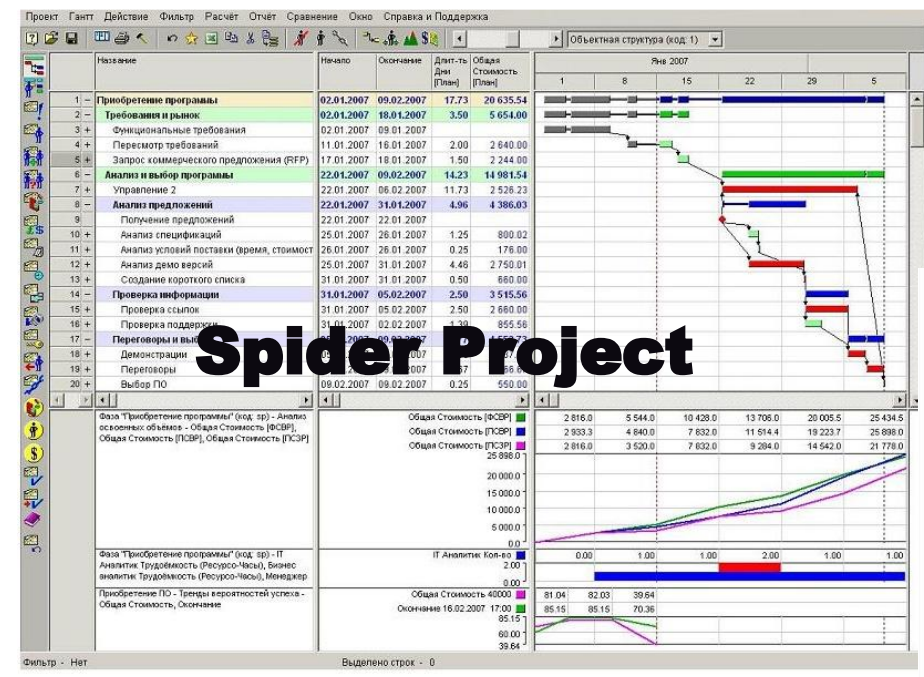 Проект Гантт Действие Фильтр Расчёт Отчёт Сравнение Окно Справка и Поддержка
Объектная структура (код: 1)
Название Начало Окончание Длит-ть Дни [План] Общая Стоимость [План] Янв 2007
1 8 15 22 29 5
1 − Приобретение программы 02.01.2007 09.02.2007 17.73 20 635.54
2 − Требования и рынок 02.01.2007 18.01.2007 3.50 5 654.00
3 + Функциональные требования 02.01.2007 09.01.2007
4 + Пересмотр требований 11.01.2007 16.01.2007 2.00 2 640.00
5 + Запрос коммерческого предложения (RFP) 17.01.2007 18.01.2007 1.50 2 244.00
6 − Анализ и выбор программы 22.01.2007 09.02.2007 14.23 14 981.54
7 + Управление 2 22.01.2007 06.02.2007 11.73 2 526.23
8 − Анализ предложений 22.01.2007 31.01.2007 4.96 4 386.03
9 Получение предложений 22.01.2007 22.01.2007
10 + Анализ спецификаций 25.01.2007 26.01.2007 1.25 800.02
11 + Анализ условий поставки (время, стоимост 26.01.2007 26.01.2007 0.25 176.00
12 + Анализ демо версий 25.01.2007 31.01.2007 4.46 2 750.01
13 + Создание короткого списка 31.01.2007 31.01.2007 0.50 660.00
14 − Проверка информации 31.01.2007 05.02.2007 2.50 3 515.56
15 + Проверка ссылок 31.01.2007 05.02.2007 2.50 2 660.00
16 + Проверка поддержки 31.01.2007 02.02.2007 1.39 855.56
17 − Переговоры и
Spider Project
18 + Демонстрации
19 + Переговоры
20 + Выбор ПО 09.02.2007 09.02.2007 0.25 550.00
Фаза "Приобретение программы" (код: sp) - Анализ
освоенных объёмов - Общая Стоимость [ФСВР],
Общая Стоимость [ПСВР], Общая Стоимость [ПСЗР]
Общая Стоимость [ФСВР] 2 816.0 5 544.0 10 428.0 13 706.0 20 005.5 25 434.5
Общая Стоимость [ПСВР] 2 933.3 4 840.0 7 832.0 11 514.4 19 223.7 25 898.0
Общая Стоимость [ПСЗР] 2 816.0 3 520.0 7 832.0 9 284.0 14 542.0 21 778.0
25 898.0
20 000.0
15 000.0
10 000.0
5 000.0
0.0
Фаза "Приобретение программы" (код: sp) - IT
Аналитик Трудоёмкость (Ресурсо-Часы), Бизнес
аналитик Трудоёмкость (Ресурсо-Часы), Менеджер
IT Аналитик Кол-во 0.00 1.00 1.00 2.00 1.00 1.00
2.00
0.00
Приобретение ПО - Тренды вероятностей успеха -
Общая Стоимость, Окончание
Общая Стоимость 40000 81.04 82.03 39.64
Окончание 16.02.2007 17:00 85.15 85.15 70.36
85.15
60.00
39.64
Фильтр - Нет Выделено строк - 0